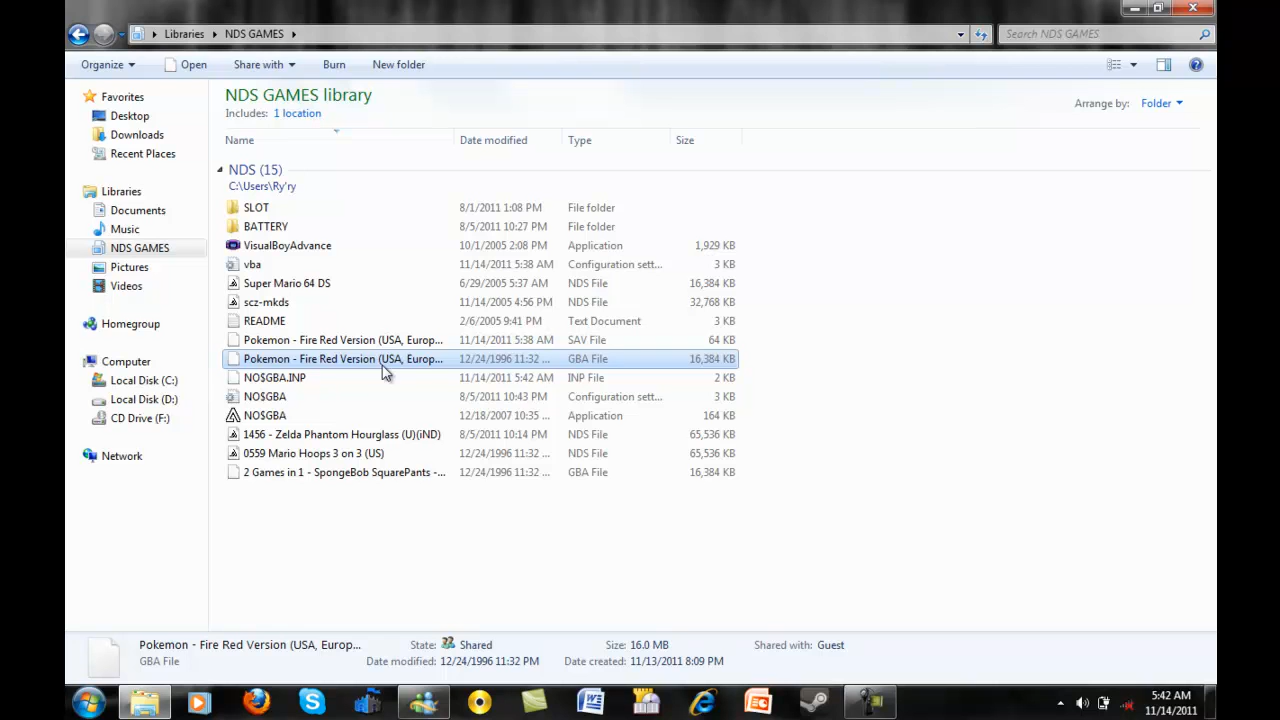 Libraries NDS GAMES Search NDS GAMES
Organize Open Share with Burn New folder
NDS GAMES library
Includes: 1 location
Arrange by: Folder
Name Date modified Type Size
NDS (15)
C:\Users\Ry'ry
SLOT 8/1/2011 1:08 PM File folder
BATTERY 8/5/2011 10:27 PM File folder
VisualBoyAdvance 10/1/2005 2:08 PM Application 1,929 KB
vba 11/14/2011 5:38 AM Configuration sett... 3 KB
Super Mario 64 DS 6/29/2005 5:37 AM NDS File 16,384 KB
scz-mkds 11/14/2005 4:56 PM NDS File 32,768 KB
README 2/6/2005 9:41 PM Text Document 3 KB
Pokemon - Fire Red Version (USA, Europ... 11/14/2011 5:38 AM SAV File 64 KB
Pokemon - Fire Red Version (USA, Europ... 12/24/1996 11:32 ... GBA File 16,384 KB
NO$GBA.INP 11/14/2011 5:42 AM INP File 2 KB
NO$GBA 8/5/2011 10:43 PM Configuration sett... 3 KB
NO$GBA 12/18/2007 10:35 ... Application 164 KB
1456 - Zelda Phantom Hourglass (U)(iND) 8/5/2011 10:14 PM NDS File 65,536 KB
0559 Mario Hoops 3 on 3 (US) 12/24/1996 11:32 ... NDS File 65,536 KB
2 Games in 1 - SpongeBob SquarePants -... 12/24/1996 11:32 ... GBA File 16,384 KB
Favorites
Desktop
Downloads
Recent Places
Libraries
Documents
Music
NDS GAMES
Pictures
Videos
Homegroup
Computer
Local Disk (C:)
Local Disk (D:)
CD Drive (F:)
Network
Pokemon - Fire Red Version (USA, Europ... State: Shared Size: 16.0 MB Shared with: Guest
GBA File Date modified: 12/24/1996 11:32 PM Date created: 11/13/2011 8:09 PM
5:42 AM
11/14/2011